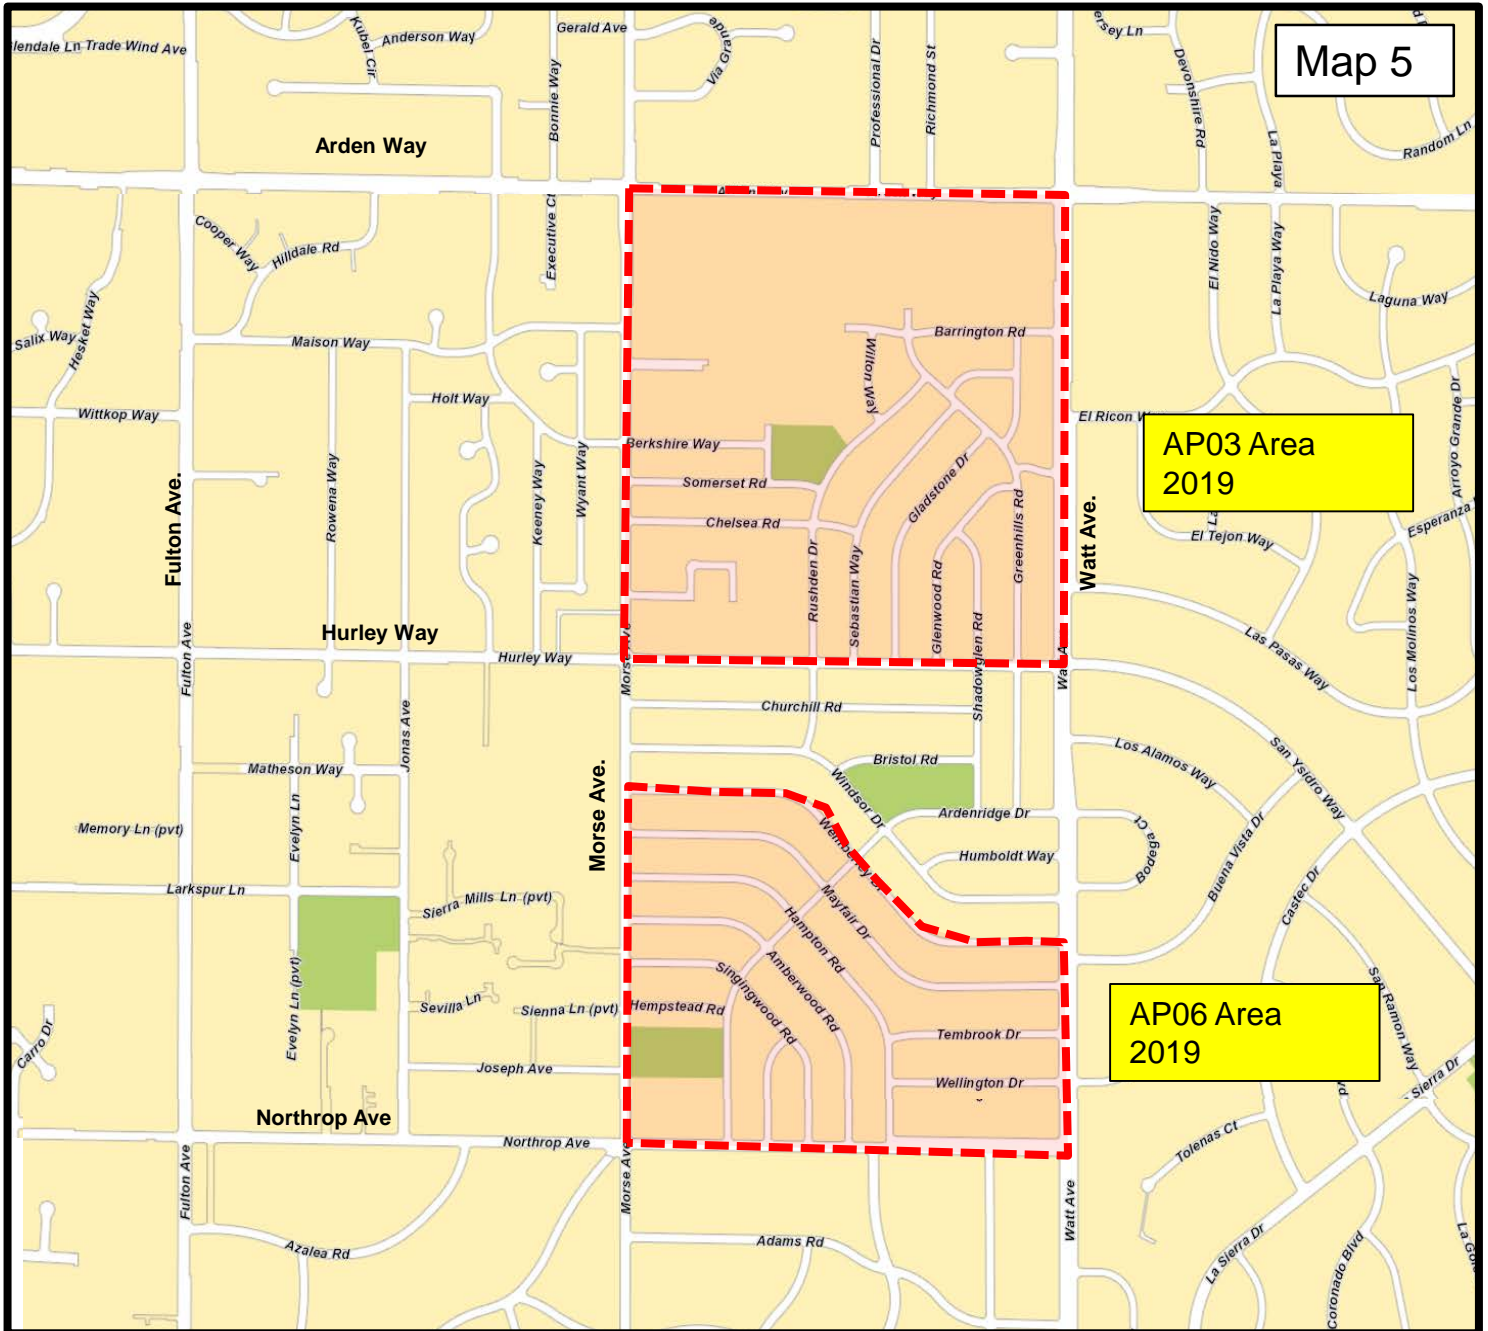 Map 5
Gerald Ave
Anderson Way
Kubel Cir
lendale Ln
Trade Wind Ave
Bonnie Way
Via Grande
Professional Dr
Richmond St
ersey Ln
Devonshire Rd
La Playa
Random Ln
Arden Way
Cooper Way
Hilldale Rd
Executive Ct
El Nido Way
La Playa Way
Laguna Way
Hesket Way
Salix Way
Maison Way
Barrington Rd
Wilton Way
Holt Way
Wittkop Way
El Ricon W
Arroyo Grande Dr
AP03 Area
2019
Berkshire Way
Somerset Rd
Chelsea Rd
Gladstone Dr
Greenhills Rd
Rowena Way
Keeney Way
Wyant Way
Fulton Ave.
Watt Ave.
La
El Tejon Way
Esperanza
Rushden Dr
Sebastian Way
Glenwood Rd
Shadowglen Rd
Hurley Way
Hurley Way
Fulton Ave
Morse Ave
Las Pasas Way
Los Molinos Way
Churchill Rd
Jonas Ave
Matheson Way
Bristol Rd
Los Alamos Way
San Ysidro Way
Morse Ave.
Windsor Dr
Ardenridge Dr
Memory Ln (pvt)
Evelyn Ln
Humboldt Way
Bodega Ct
Buena Vista Dr
Larkspur Ln
Sierra Mills Ln (pvt)
Mayfair Dr
Castec Dr
Hampton Rd
Amberwood Rd
Singingwood Rd
Evelyn Ln (pvt)
Sevilla Ln
Sienna Ln (pvt)
Hempstead Rd
San Ramon Way
AP06 Area
2019
Tembrook Dr
Carro Dr
Joseph Ave
Wellington Dr
Sierra Dr
Northrop Ave
Northrop Ave
Tolenas Ct
Fulton Ave
Morse Ave
Watt Ave
Azalea Rd
Adams Rd
La Sierra Dr
Coronado Blvd